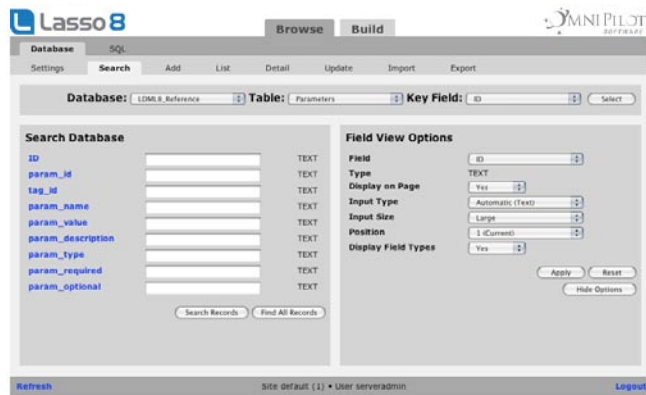 Lasso 8
Browse Build
OMNIPILOT
SOFTWARE
Database SQL
Settings Search Add List Detail Update Import Export
Database: LDML8_Reference Table: Parameters Key Field: ID Select
Search Database
ID TEXT
param_id TEXT
tag_id TEXT
param_name TEXT
param_value TEXT
param_description TEXT
param_type TEXT
param_required TEXT
param_optional TEXT
Search Records Find All Records
Field View Options
Field ID
Type TEXT
Display on Page Yes
Input Type Automatic (Text)
Input Size Large
Position 1 (Current)
Display Field Types Yes
Apply Reset
Hide Options
Refresh Site default (1) • User serveradmin Logout